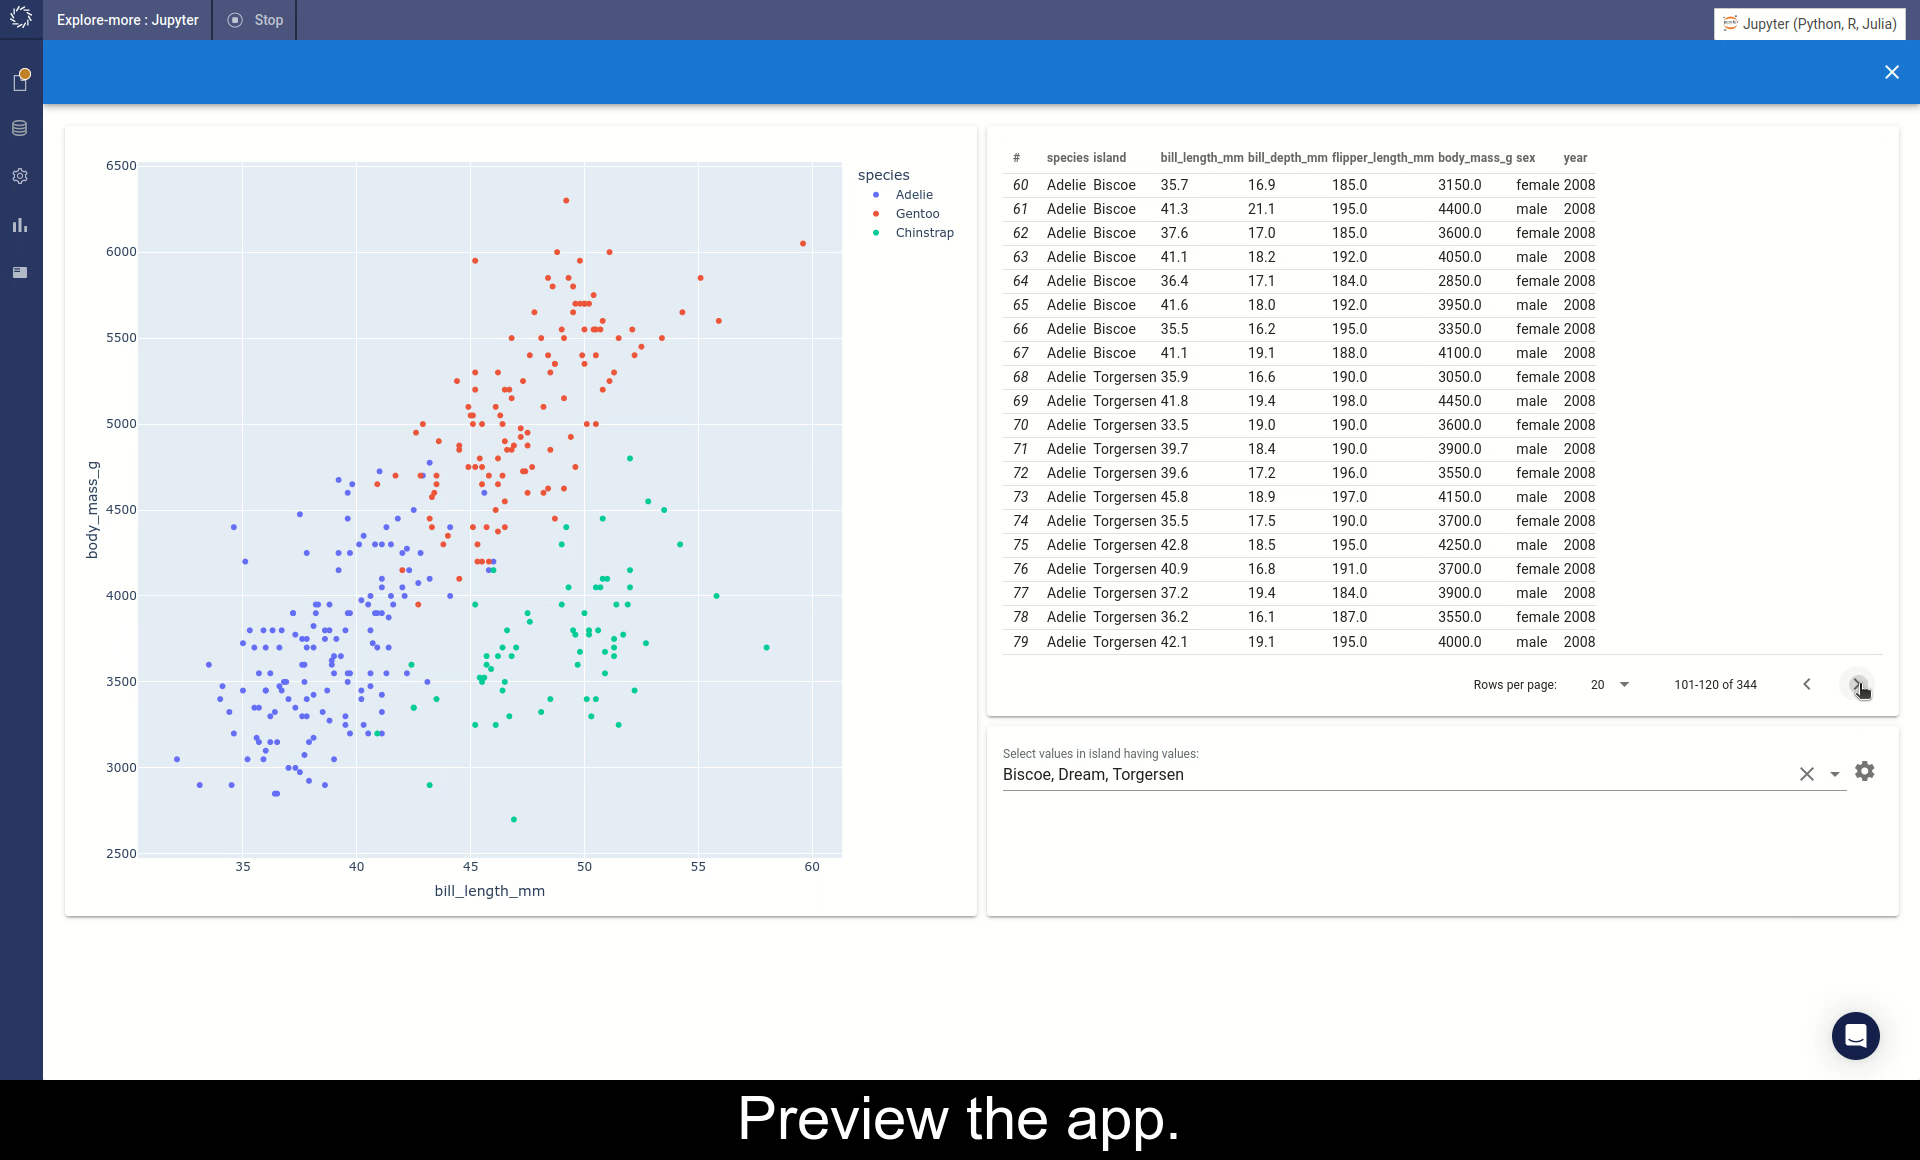 Explore-more : Jupyter
Stop
Jupyter (Python, R, Julia)
6500
6000
5500
5000
4500
4000
3500
3000
2500
body_mass_g
35 40 45 50 55 60
bill_length_mm
species
Adelie
Gentoo
Chinstrap
# species island bill_length_mm bill_depth_mm flipper_length_mm body_mass_g sex year
60 Adelie Biscoe 35.7 16.9 185.0 3150.0 female 2008
61 Adelie Biscoe 41.3 21.1 195.0 4400.0 male 2008
62 Adelie Biscoe 37.6 17.0 185.0 3600.0 female 2008
63 Adelie Biscoe 41.1 18.2 192.0 4050.0 male 2008
64 Adelie Biscoe 36.4 17.1 184.0 2850.0 female 2008
65 Adelie Biscoe 41.6 18.0 192.0 3950.0 male 2008
66 Adelie Biscoe 35.5 16.2 195.0 3350.0 female 2008
67 Adelie Biscoe 41.1 19.1 188.0 4100.0 male 2008
68 Adelie Torgersen 35.9 16.6 190.0 3050.0 female 2008
69 Adelie Torgersen 41.8 19.4 198.0 4450.0 male 2008
70 Adelie Torgersen 33.5 19.0 190.0 3600.0 female 2008
71 Adelie Torgersen 39.7 18.4 190.0 3900.0 male 2008
72 Adelie Torgersen 39.6 17.2 196.0 3550.0 female 2008
73 Adelie Torgersen 45.8 18.9 197.0 4150.0 male 2008
74 Adelie Torgersen 35.5 17.5 190.0 3700.0 female 2008
75 Adelie Torgersen 42.8 18.5 195.0 4250.0 male 2008
76 Adelie Torgersen 40.9 16.8 191.0 3700.0 female 2008
77 Adelie Torgersen 37.2 19.4 184.0 3900.0 male 2008
78 Adelie Torgersen 36.2 16.1 187.0 3550.0 female 2008
79 Adelie Torgersen 42.1 19.1 195.0 4000.0 male 2008
Rows per page: 20 101-120 of 344
Select values in island having values:
Biscoe, Dream, Torgersen
Preview the app.